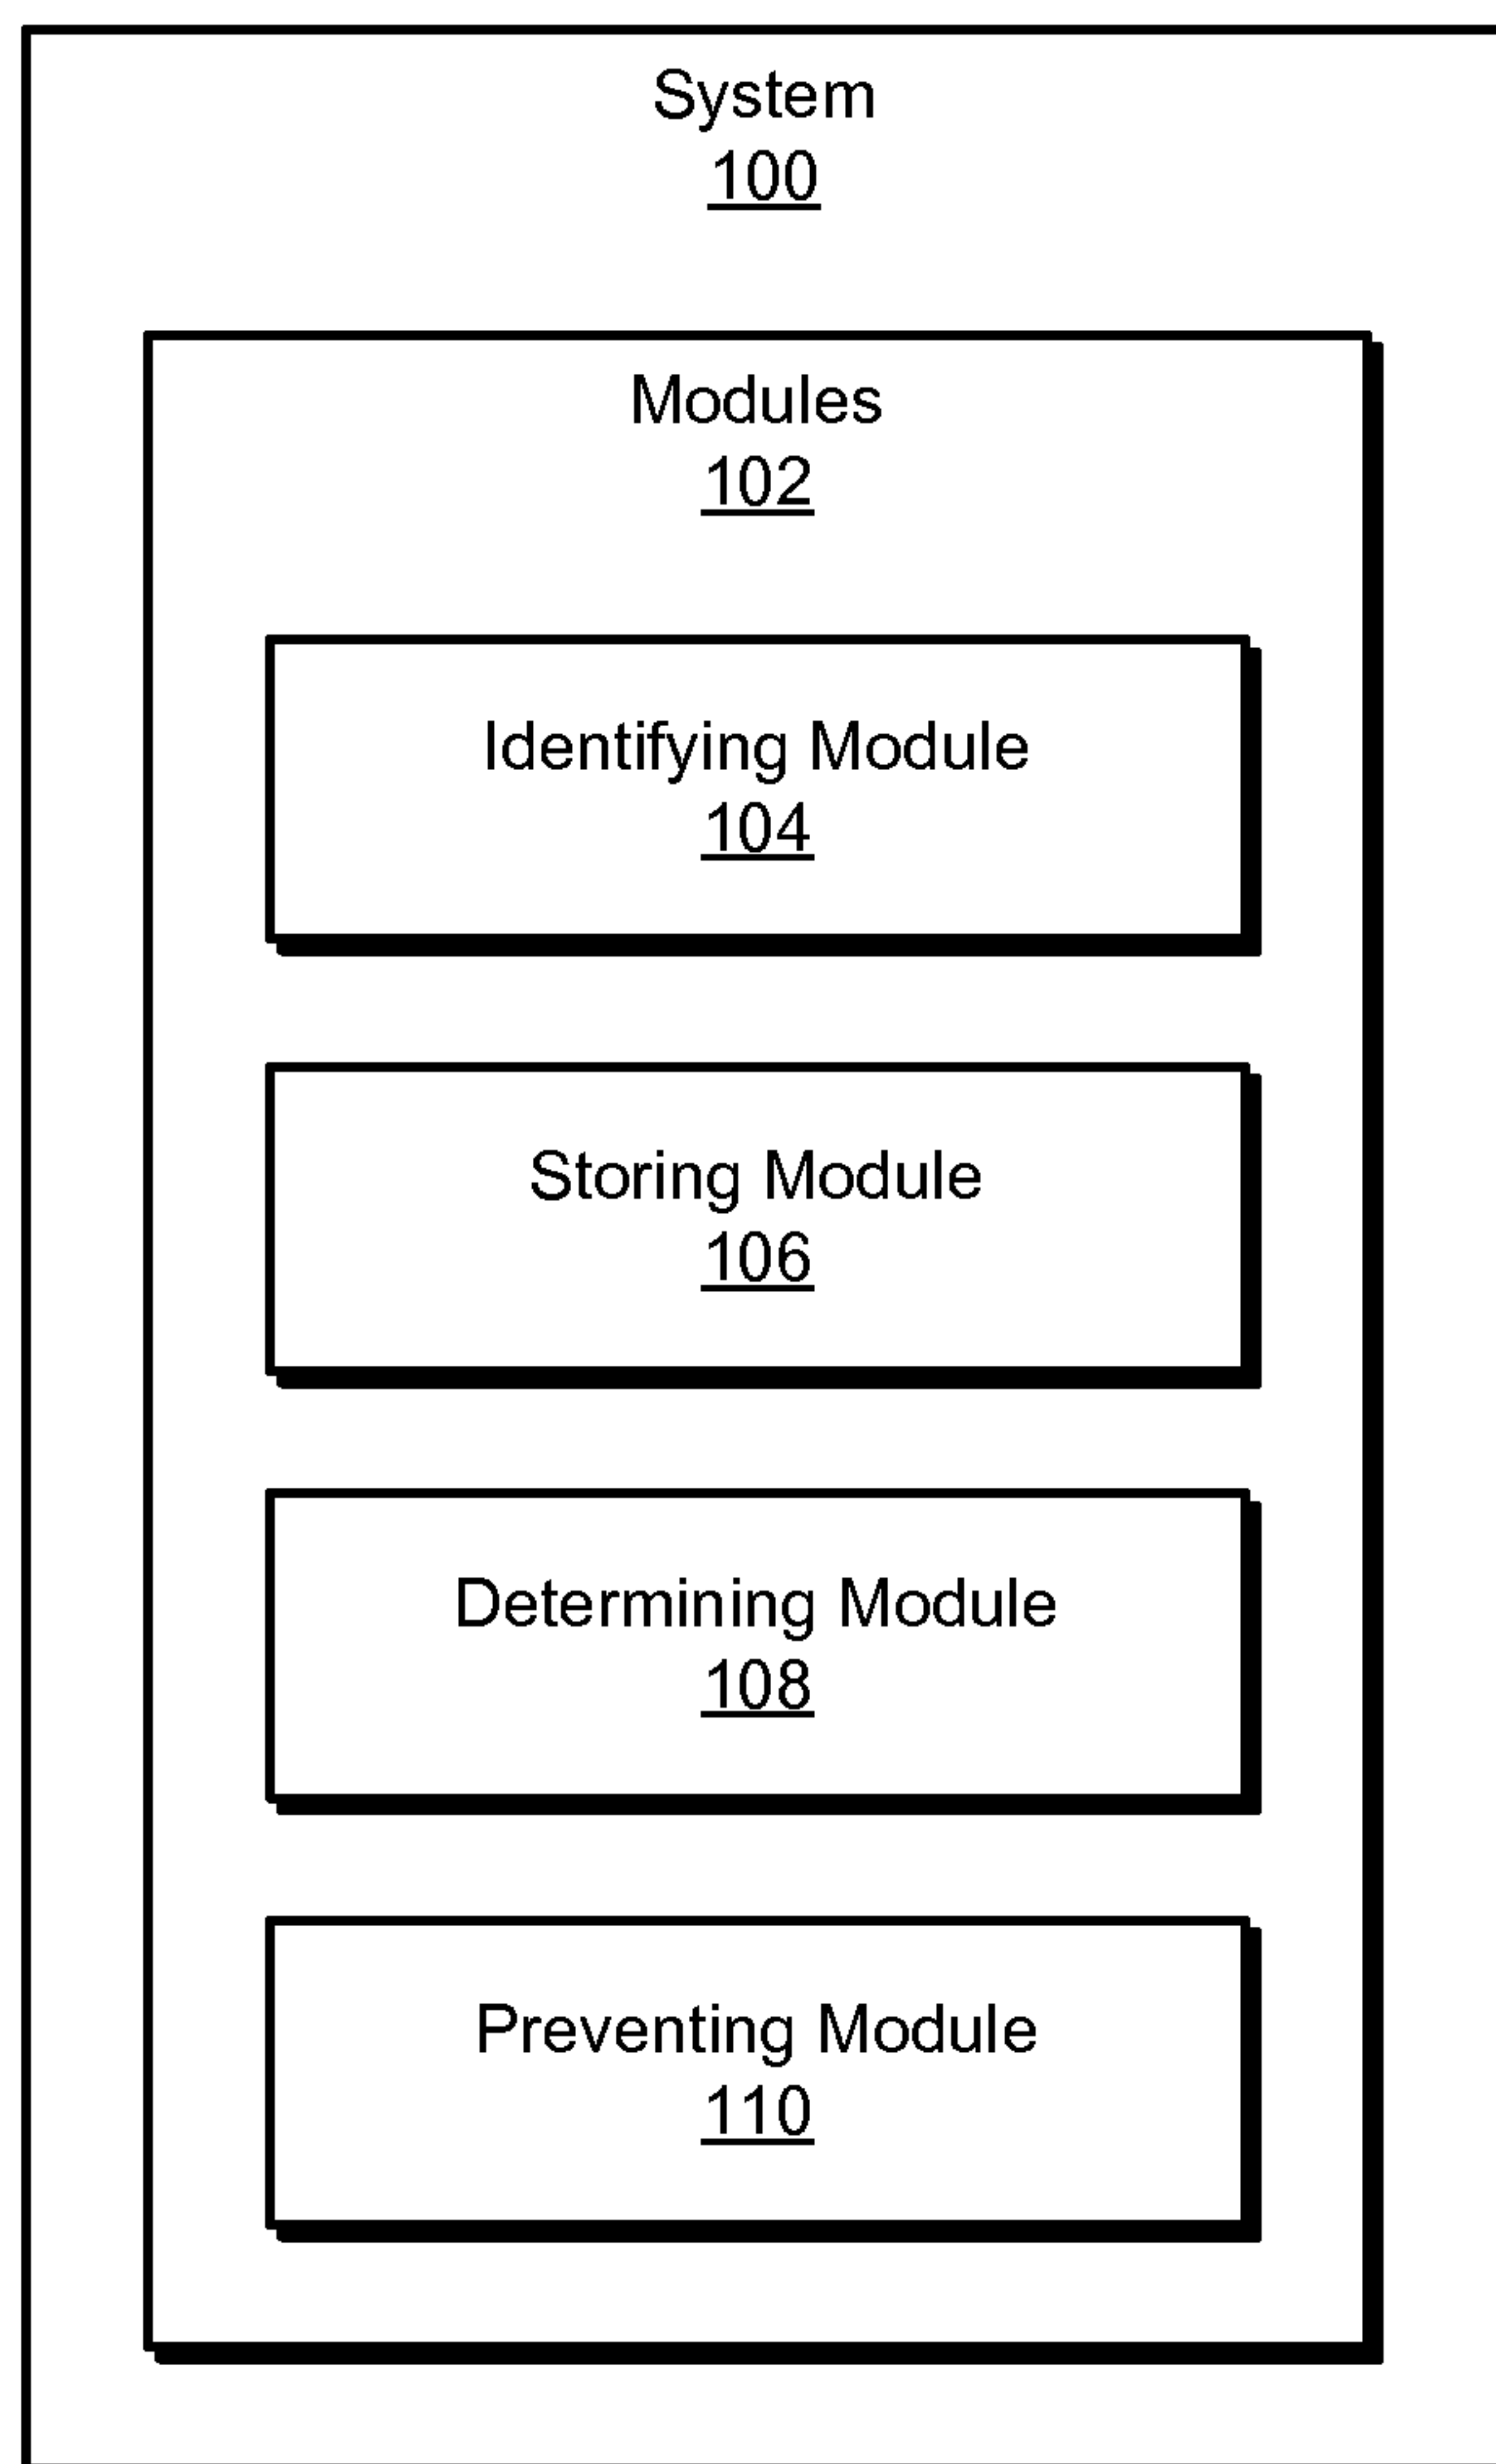 System
100
Modules
102
Identifying Module
104
Storing Module
106
Determining Module
108
Preventing Module
110